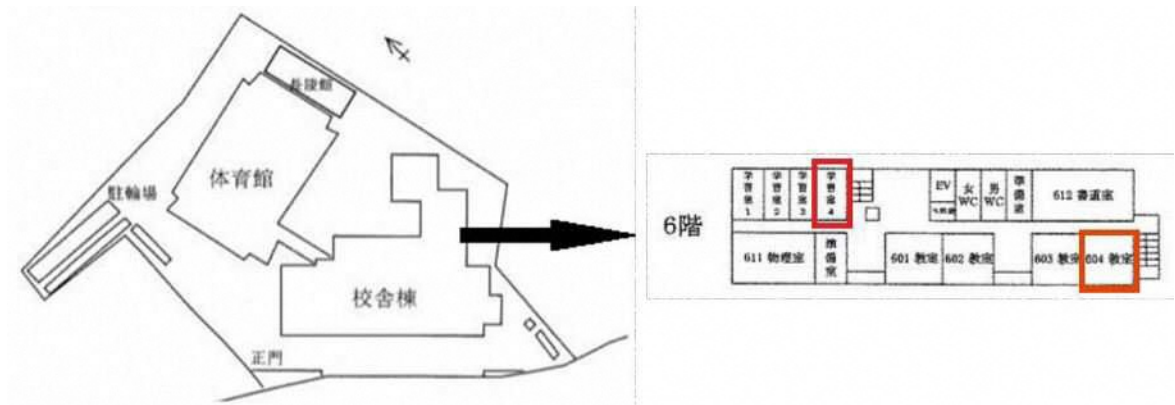 長陵館
体育館
駐輪場
校舎棟
正門
6階
学習室1
学習室2
学習室3
学習室4
EV
女WC
男WC
準備室
612 書道室
611 物理室
準備室
601 教室
602 教室
603 教室
604 教室